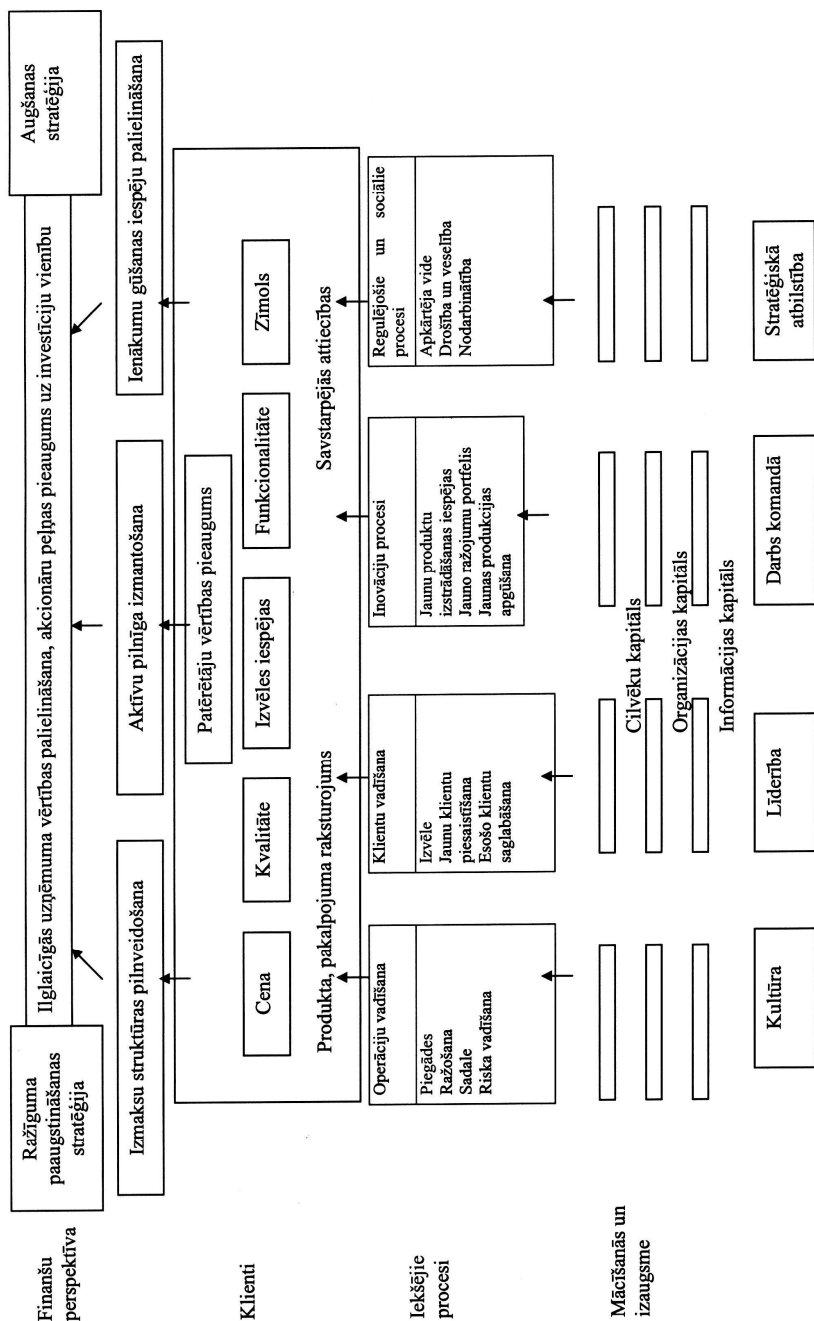 Finanšu
perspektīva
Ražīguma
paaugstināšanas
stratēģija
Ilglaicīgās uzņēmuma vērtības palielināšana, akcionāru peļņas pieaugums uz investīciju vienību
Augšanas
stratēģija
Izmaksu struktūras pilnveidošana
Aktīvu pilnīga izmantošana
Ienākumu gūšanas iespēju palielināšana
Klienti
Patērētāju vērtības pieaugums
Cena
Kvalitāte
Izvēles iespējas
Funkcionalitāte
Zīmols
Produkta, pakalpojuma raksturojums
Savstarpējās attiecības
Iekšējie
procesi
Operāciju vadīšana
Piegādes
Ražošana
Sadale
Riska vadīšana
Klientu vadīšana
Izvēle
Jaunu klientu
piesaistīšana
Esošo klientu
saglabāšana
Inovāciju procesi
Jaunu produktu
izstrādāšanas iespējas
Jauno ražojumu portfelis
Jaunas produkcijas
apgūšana
Regulējošie un sociālie
procesi
Apkārtēja vide
Drošība un veselība
Nodarbinātība
Mācīšanās un
izaugsme
Cilvēku kapitāls
Organizācijas kapitāls
Informācijas kapitāls
Kultūra
Līderība
Darbs komandā
Stratēģiskā
atbilstība